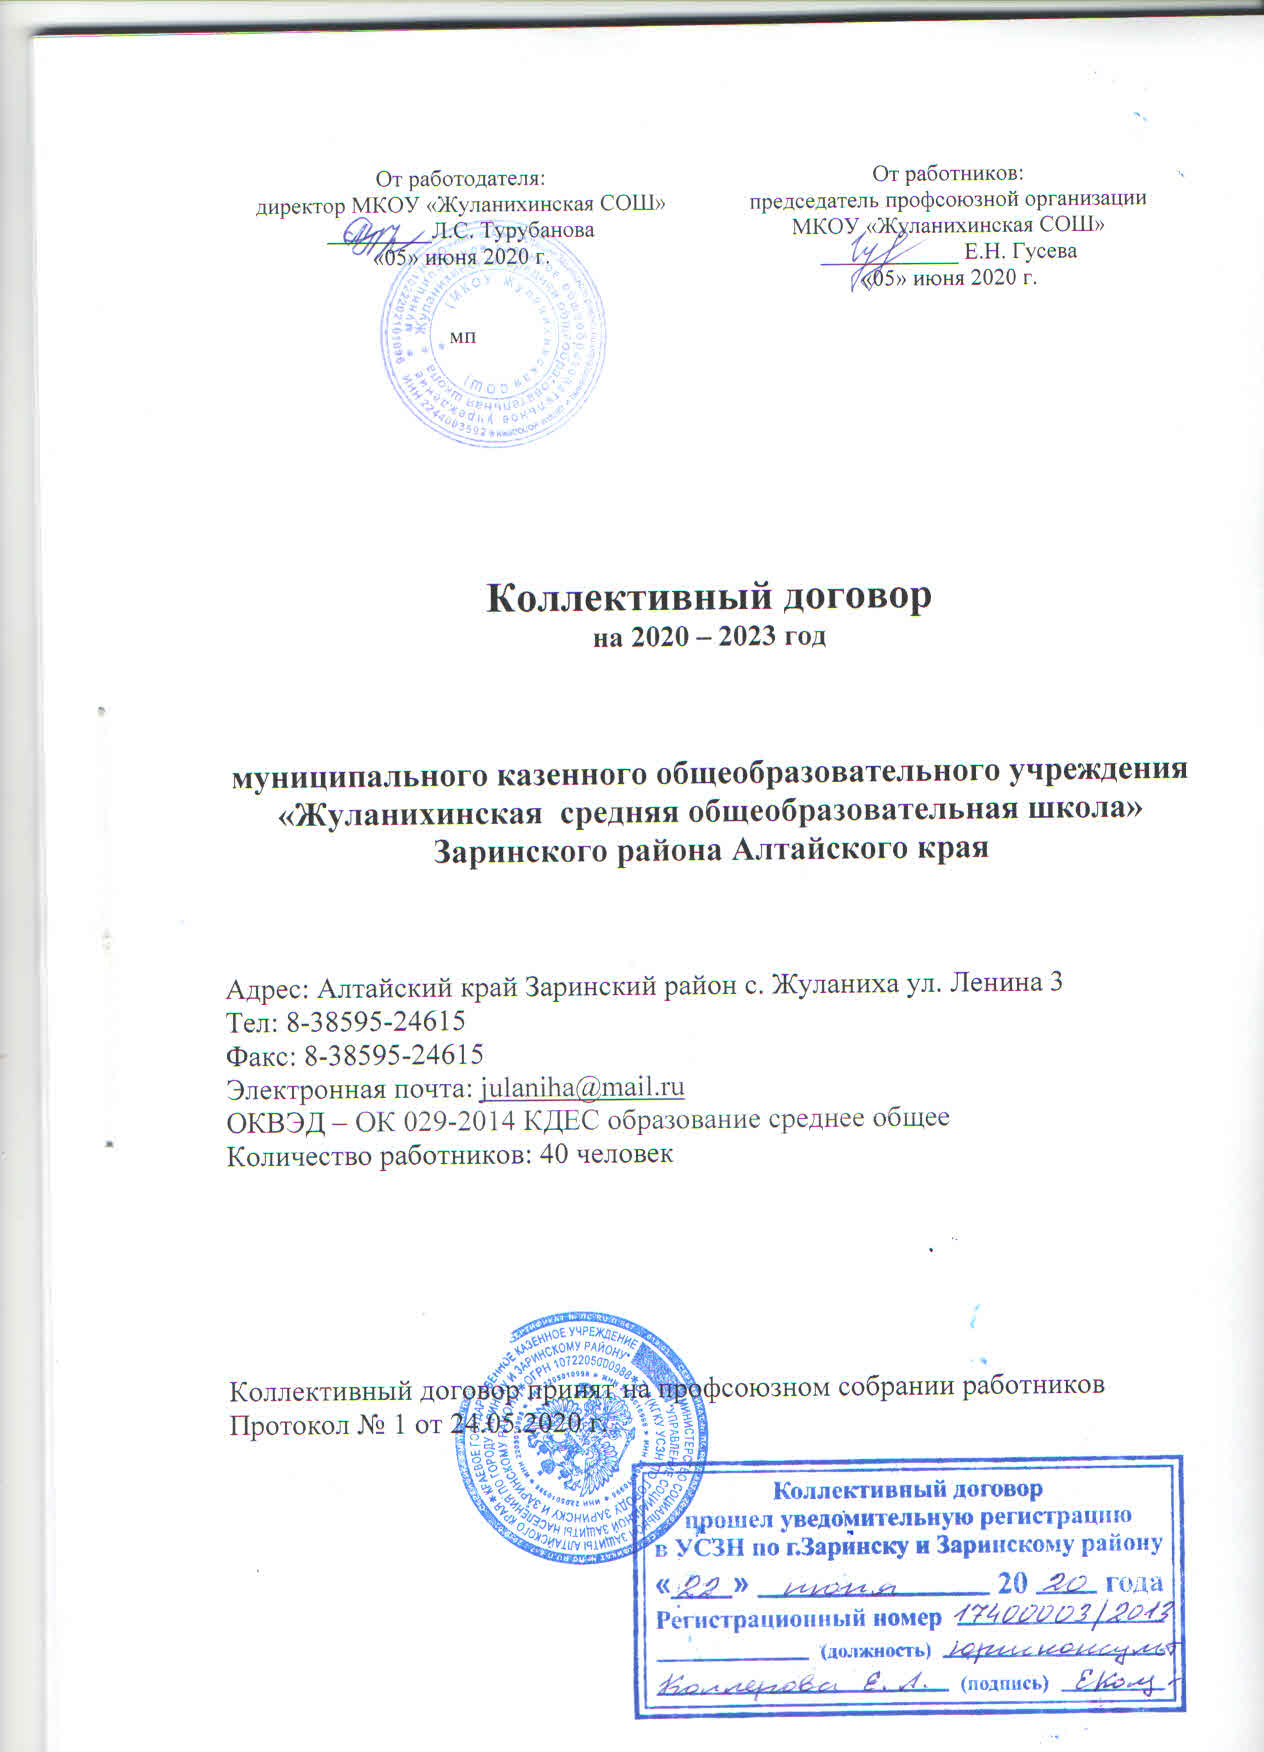 От работодателя:
директор МКОУ «Жуланихинская СОШ»
Л.С. Турубанова
«05» июня 2020 г.
мп
От работников:
председатель профсоюзной организации
МКОУ «Жуланихинская СОШ»
Е.Н. Гусева
«05» июня 2020 г.
Коллективный договор
на 2020 – 2023 год
муниципального казенного общеобразовательного учреждения
«Жуланихинская средняя общеобразовательная школа»
Заринского района Алтайского края
Адрес: Алтайский край Заринский район с. Жуланиха ул. Ленина 3
Тел: 8-38595-24615
Факс: 8-38595-24615
Электронная почта: julaniha@mail.ru
ОКВЭД – ОК 029-2014 КДЕС образование среднее общее
Количество работников: 40 человек
Коллективный договор принят на профсоюзном собрании работников
Протокол № 1 от 24.05.2020 г.
Коллективный договор
прошел уведомительную регистрацию
в УСЗН по г.Заринску и Заринскому району
«22» июня 20 20 года
Регистрационный номер 17400003/2013
(должность) юрисконсульт
Коллерова Е.А. (подпись)